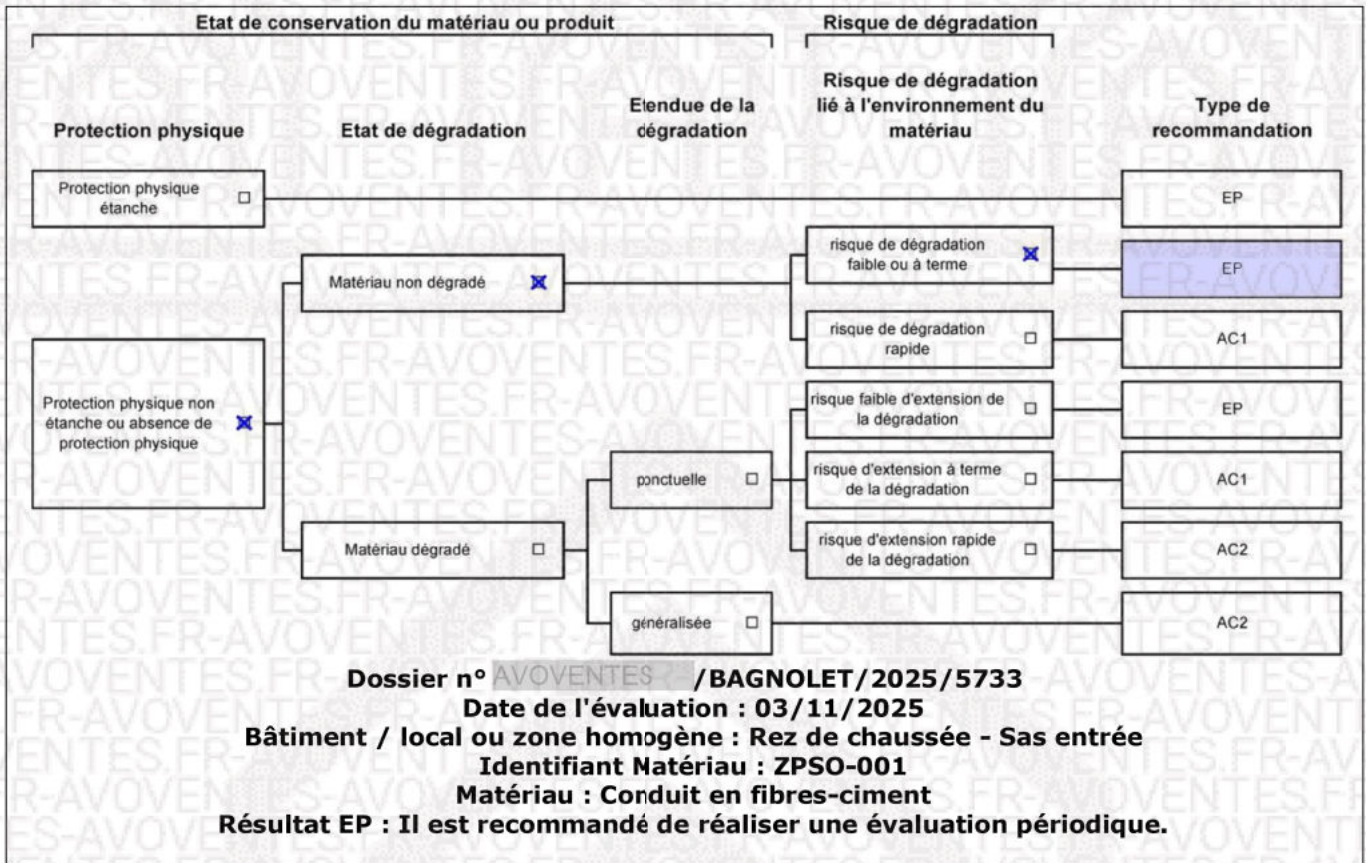 Etat de conservation du matériau ou produit
Risque de dégradation
Protection physique
Etat de dégradation
Etendue de la
dégradation
Risque de dégradation
lié à l'environnement du
matériau
Type de
recommandation
Protection physique
étanche
EP
Matériau non dégradé
risque de dégradation
faible ou à terme
EP
risque de dégradation
rapide
AC1
Protection physique non
étanche ou absence de
protection physique
risque faible d'extension de
la dégradation
EP
ponctuelle
risque d'extension à terme
de la dégradation
AC1
Matériau dégradé
risque d'extension rapide
de la dégradation
AC2
généralisée
AC2
Dossier n° AVOVENTES /BAGNOLET/2025/5733
Date de l'évaluation : 03/11/2025
Bâtiment / local ou zone homogène : Rez de chaussée - Sas entrée
Identifiant Matériau : ZPSO-001
Matériau : Conduit en fibres-ciment
Résultat EP : Il est recommandé de réaliser une évaluation périodique.